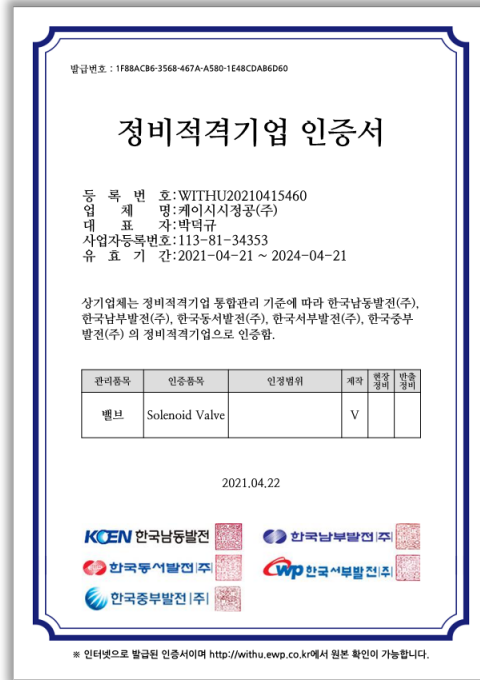 발급번호 : 1F88ACB6-3568-467A-A580-1E48CDAB6D60
정비적격기업 인증서
등 록 번 호:WITHU20210415460
업 체 명:케이시시정공(주)
대 표 자:박덕규
사업자등록번호:113-81-34353
유 효 기 간:2021-04-21 ~ 2024-04-21
상기업체는 정비적격기업 통합관리 기준에 따라 한국남동발전(주),
한국남부발전(주), 한국동서발전(주), 한국서부발전(주), 한국중부
발전(주) 의 정비적격기업으로 인증함.
관리품목 인증품목 인정범위 제작 현장정비 반출정비
밸브 Solenoid Valve V
2021.04.22
KOEN 한국남동발전 한국남부발전|주|
한국동서발전|주| ewp 한국서부발전|주|
한국중부발전|주|
※ 인터넷으로 발급된 인증서이며 http://withu.ewp.co.kr에서 원본 확인이 가능합니다.